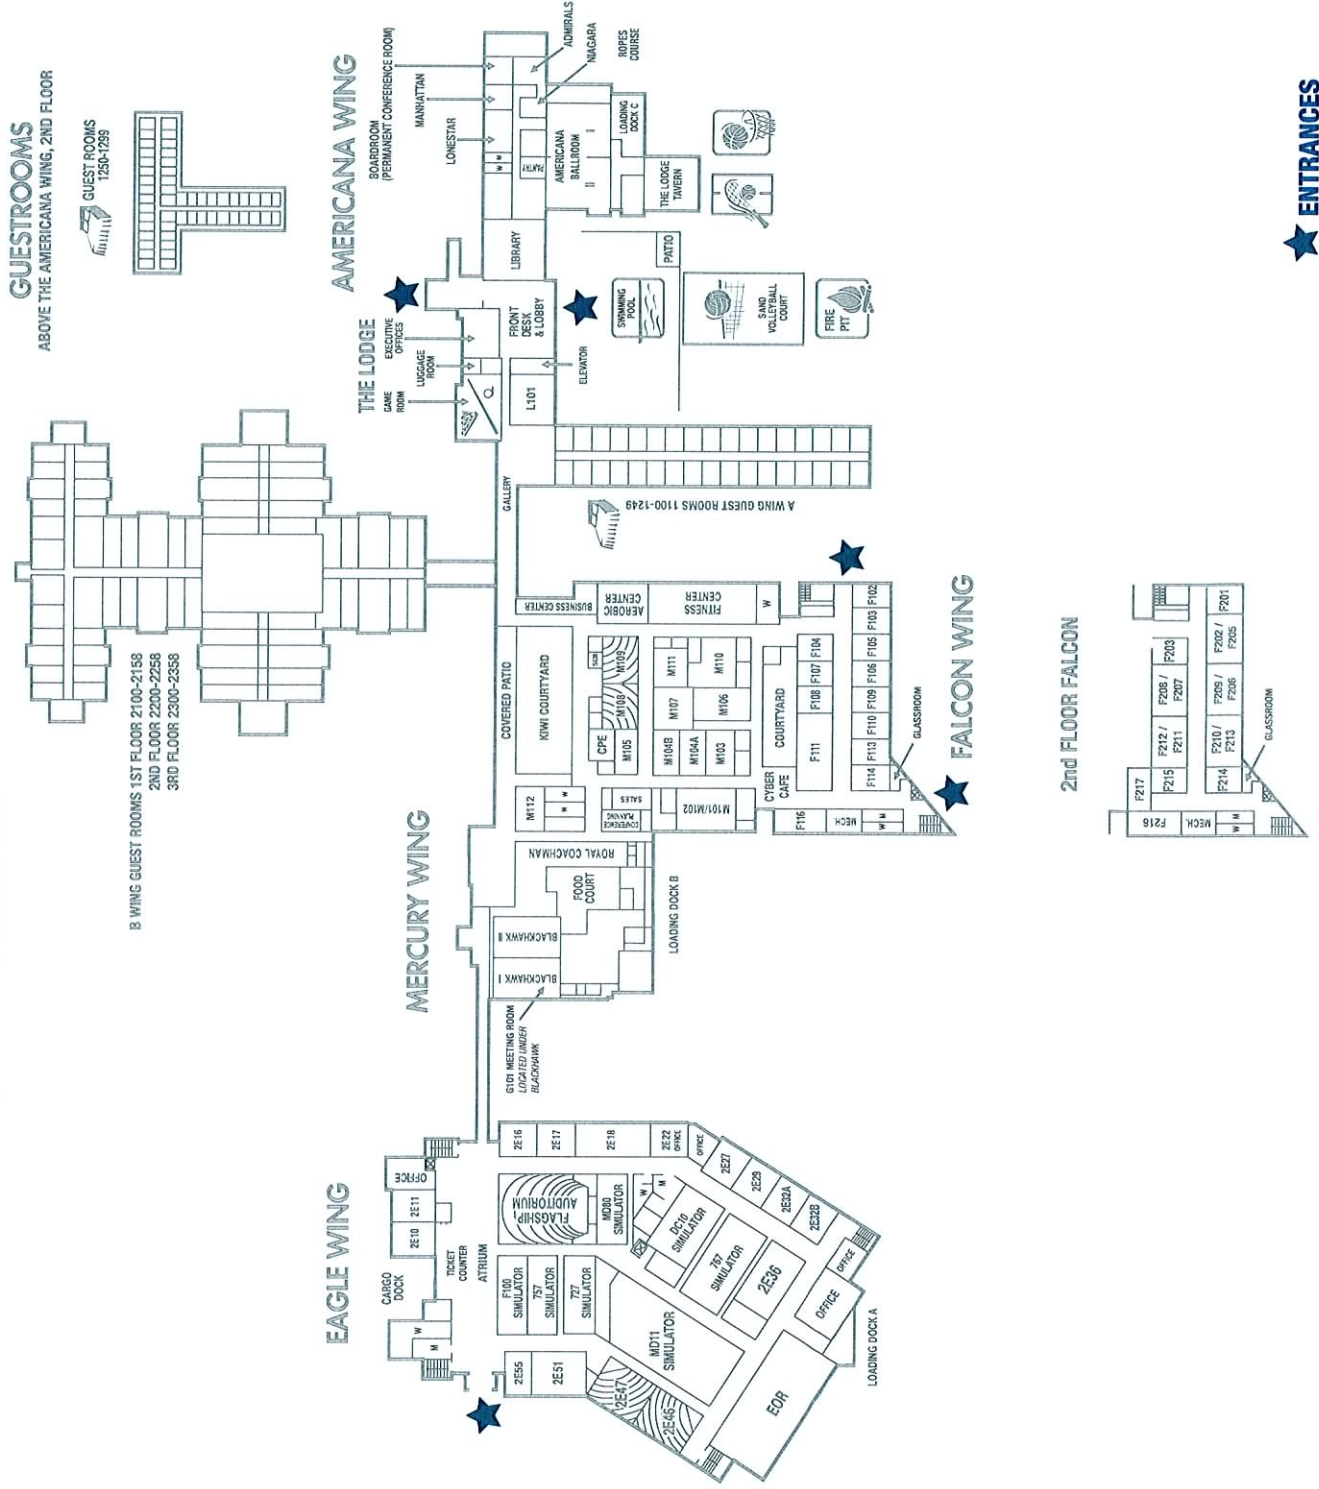 GUESTROOMS
ABOVE THE AMERICANA WING, 2ND FLOOR
GUEST ROOMS
1250-1299
AMERICANA WING
BOARDROOM
(PERMANENT CONFERENCE ROOM)
MANHATTAN
LONESTAR
ADMIRALS
NIAGARA
ROPES
COURSE
W
M
PANTRY
AMERICANA
BALLROOM
I
II
LOADING
DOCK C
THE LODGE
TAVERN
LIBRARY
PATIO
THE LODGE
EXECUTIVE
OFFICES
LUGGAGE
ROOM
GAME
ROOM
FRONT
DESK
& LOBBY
L101
ELEVATOR
SWIMMING
POOL
SAND
VOLLEYBALL
COURT
FIRE
PIT
GALLERY
A WING GUEST ROOMS 1100-1249
B WING GUEST ROOMS 1ST FLOOR 2100-2158
2ND FLOOR 2200-2258
3RD FLOOR 2300-2358
MERCURY WING
COVERED PATIO
KIWI COURTYARD
BUSINESS CENTER
AEROBIC
CENTER
FITNESS
CENTER
W
M109
M108
CPE
M105
M111
M110
M107
M106
M104B
M104A
M103
M112
M
W
CONFERENCE
PLANNING
SALES
M101/M102
ROYAL COACHMAN
FOOD
COURT
BLACKHAWK II
BLACKHAWK I
LOADING DOCK B
G101 MEETING ROOM
LOCATED UNDER
BLACKHAWK
FALCON WING
COURTYARD
CYBER
CAFE
F102
F103
F104
F105
F106
F107
F108
F109
F110
F111
F113
F114
F116
MECH.
W
M
GLASSROOM
2nd FLOOR FALCON
F201
F202 /
F205
F203
F208 /
F207
F209 /
F206
F212 /
F211
F210 /
F213
F215
F214
F217
F216
MECH.
W
M
GLASSROOM
EAGLE WING
OFFICE
2E11
2E10
CARGO
DOCK
TICKET
COUNTER
ATRIUM
W
M
2E16
2E17
2E18
2E22
OFFICE
OFFICE
2E27
2E29
2E32A
2E32B
FLAGSHIP
AUDITORIUM
MD80
SIMULATOR
W
M
DC10
SIMULATOR
767
SIMULATOR
2E36
F100
SIMULATOR
757
SIMULATOR
727
SIMULATOR
MD11
SIMULATOR
2E55
2E51
2E47
2E46
EOR
OFFICE
OFFICE
LOADING DOCK A
ENTRANCES